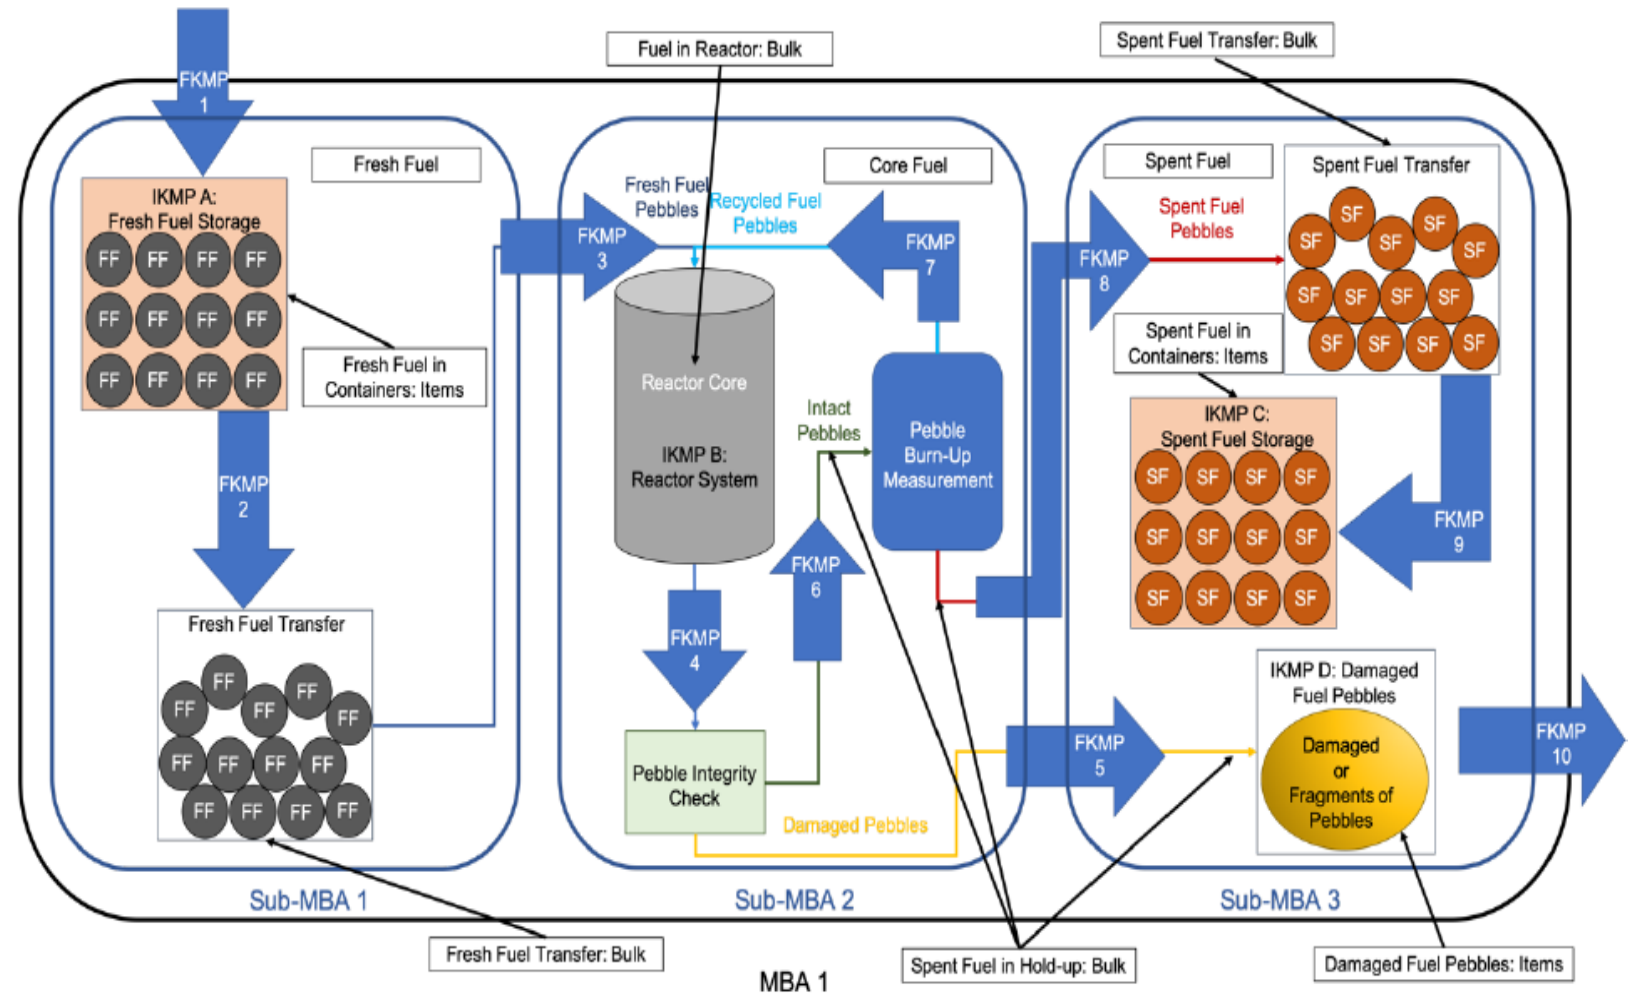 Fuel in Reactor: Bulk
Spent Fuel Transfer: Bulk
FKMP
1
Fresh Fuel
IKMP A:
Fresh Fuel Storage
FF FF FF FF
FF FF FF FF
FF FF FF FF
Fresh Fuel in
Containers: Items
FKMP
2
Fresh Fuel Transfer
FF
FF
FF
FF
FF
FF FF FF FF
FF FF FF FF
Sub-MBA 1
Fresh Fuel Transfer: Bulk
Core Fuel
Fresh Fuel
Pebbles
Recycled Fuel
Pebbles
FKMP
3
FKMP
7
Reactor Core
IKMP B:
Reactor System
Intact
Pebbles
Pebble
Burn-Up
Measurement
FKMP
6
FKMP
4
Pebble Integrity
Check
Damaged Pebbles
Sub-MBA 2
Spent Fuel in Hold-up: Bulk
Spent Fuel
Spent Fuel
Pebbles
FKMP
8
Spent Fuel Transfer
SF
SF
SF
SF
SF
SF SF SF SF
SF SF SF SF
Spent Fuel in
Containers: Items
IKMP C:
Spent Fuel Storage
SF SF SF SF
SF SF SF SF
SF SF SF SF
FKMP
9
FKMP
5
IKMP D: Damaged
Fuel Pebbles
Damaged
or
Fragments of
Pebbles
FKMP
10
Sub-MBA 3
Damaged Fuel Pebbles: Items
MBA 1